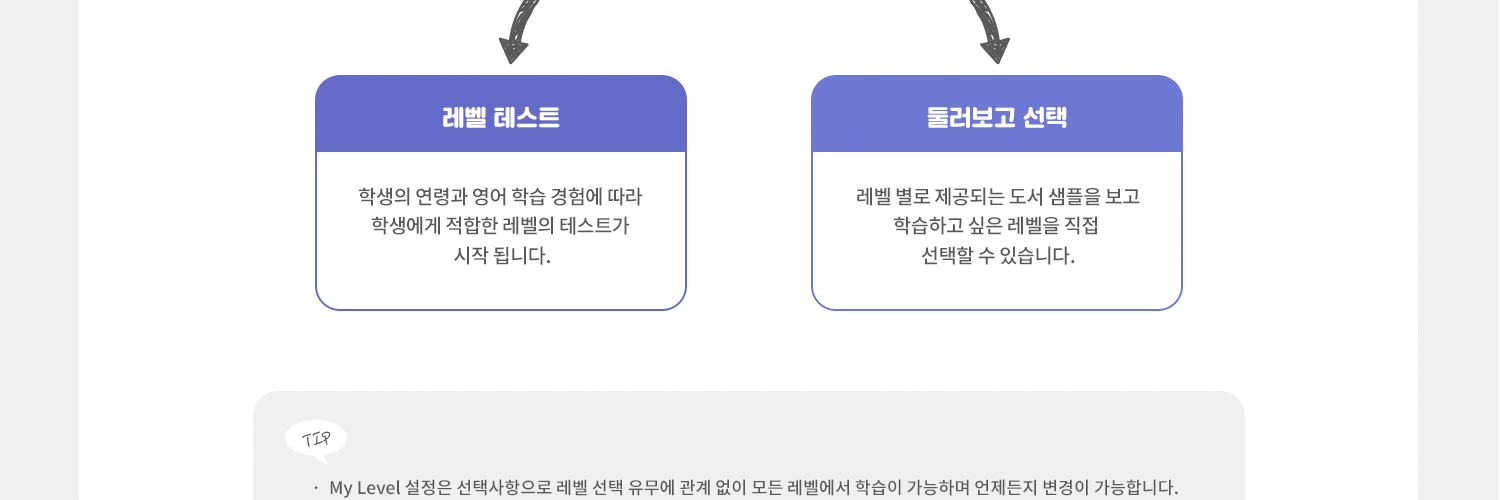 레벨 테스트
학생의 연령과 영어 학습 경험에 따라
학생에게 적합한 레벨의 테스트가
시작 됩니다.
둘러보고 선택
레벨 별로 제공되는 도서 샘플을 보고
학습하고 싶은 레벨을 직접
선택할 수 있습니다.
TIP
· My Level 설정은 선택사항으로 레벨 선택 유무에 관계 없이 모든 레벨에서 학습이 가능하며 언제든지 변경이 가능합니다.